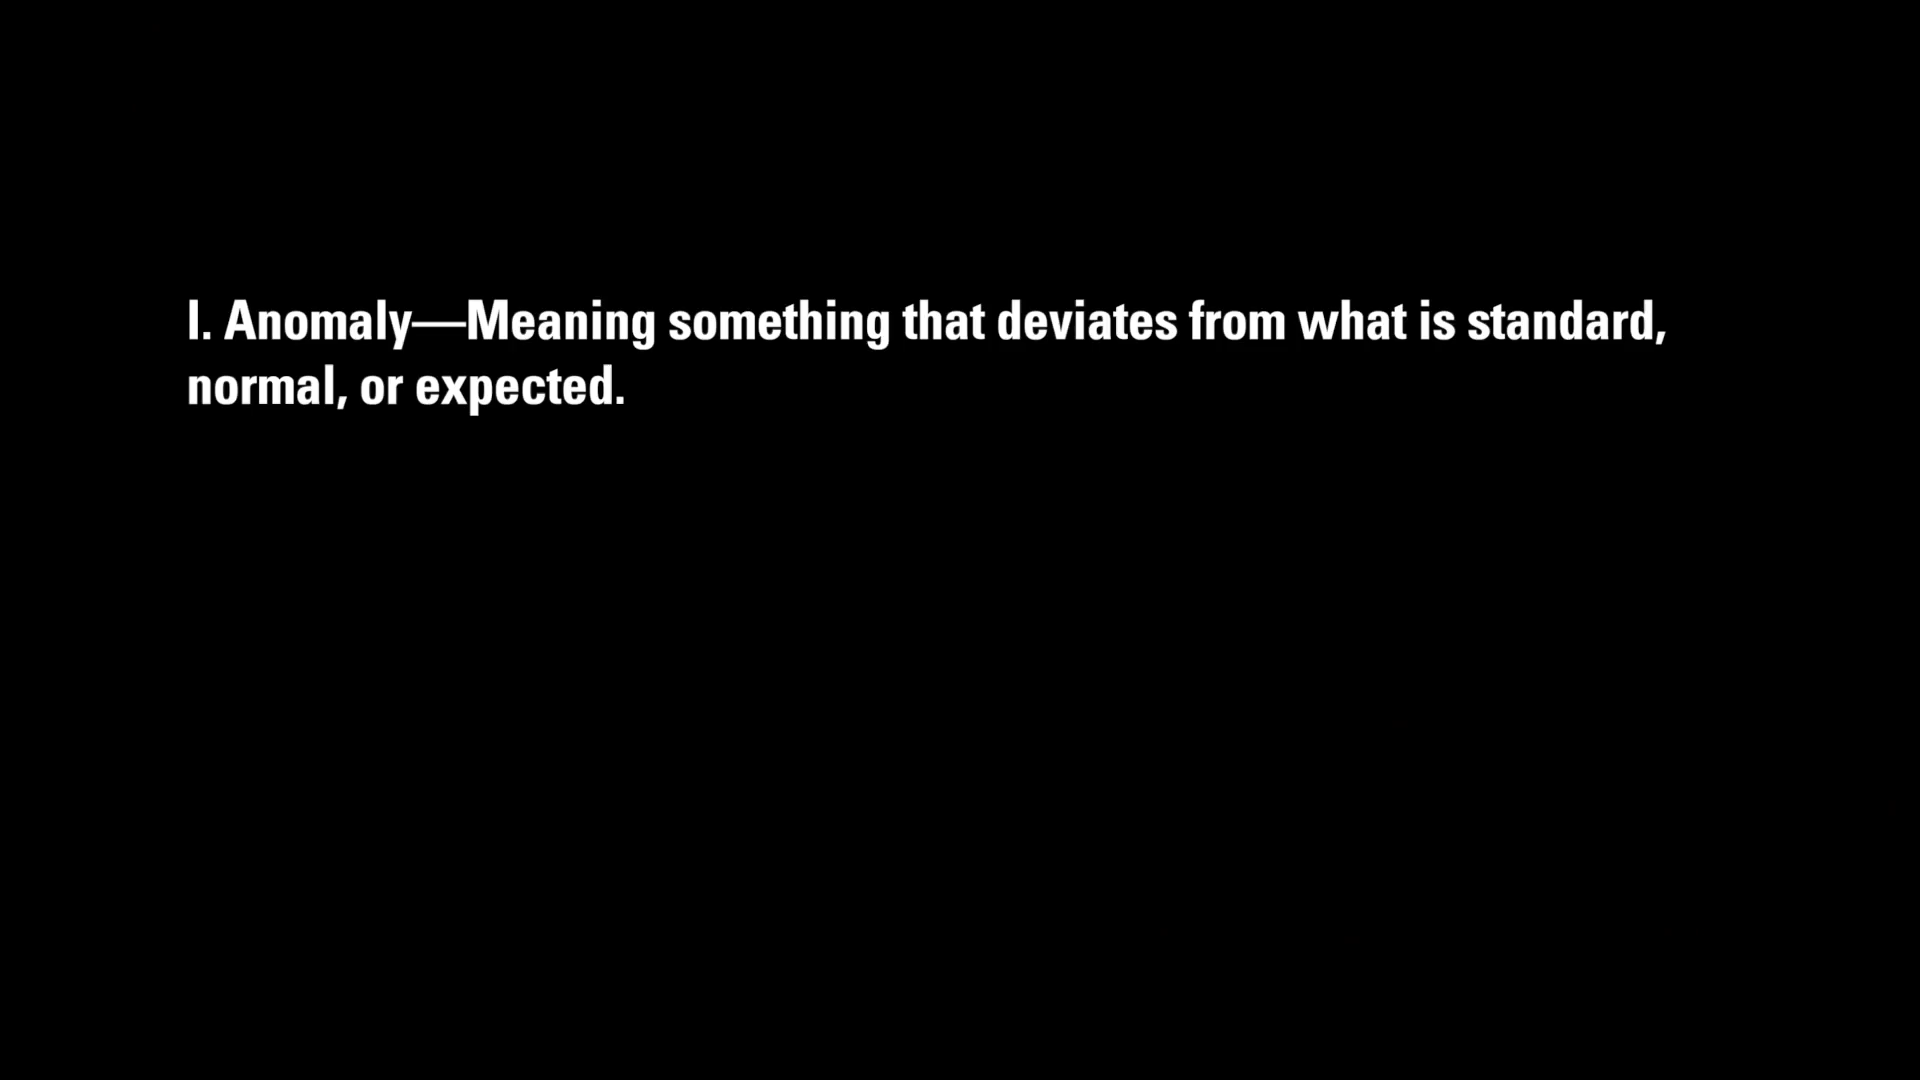 I. Anomaly—Meaning something that deviates from what is standard,
normal, or expected.